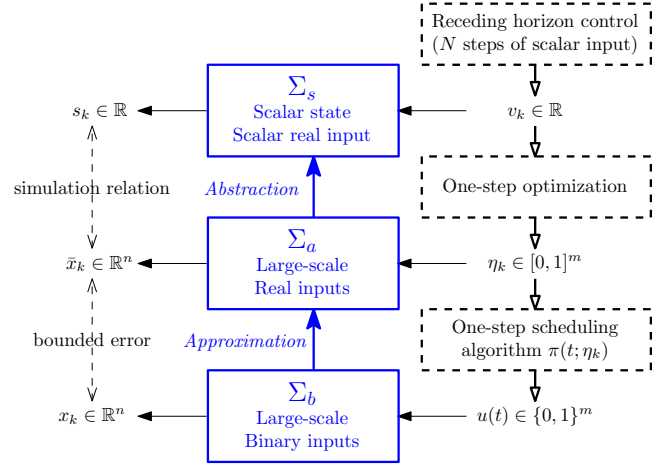 Receding horizon control
(N steps of scalar input)
Σ_s
Scalar state
Scalar real input
s_k ∈ ℝ
v_k ∈ ℝ
simulation relation
Abstraction
One-step optimization
Σ_a
Large-scale
Real inputs
x̄_k ∈ ℝ^n
η_k ∈ [0, 1]^m
bounded error
Approximation
One-step scheduling
algorithm π(t; η_k)
Σ_b
Large-scale
Binary inputs
x_k ∈ ℝ^n
u(t) ∈ {0, 1}^m